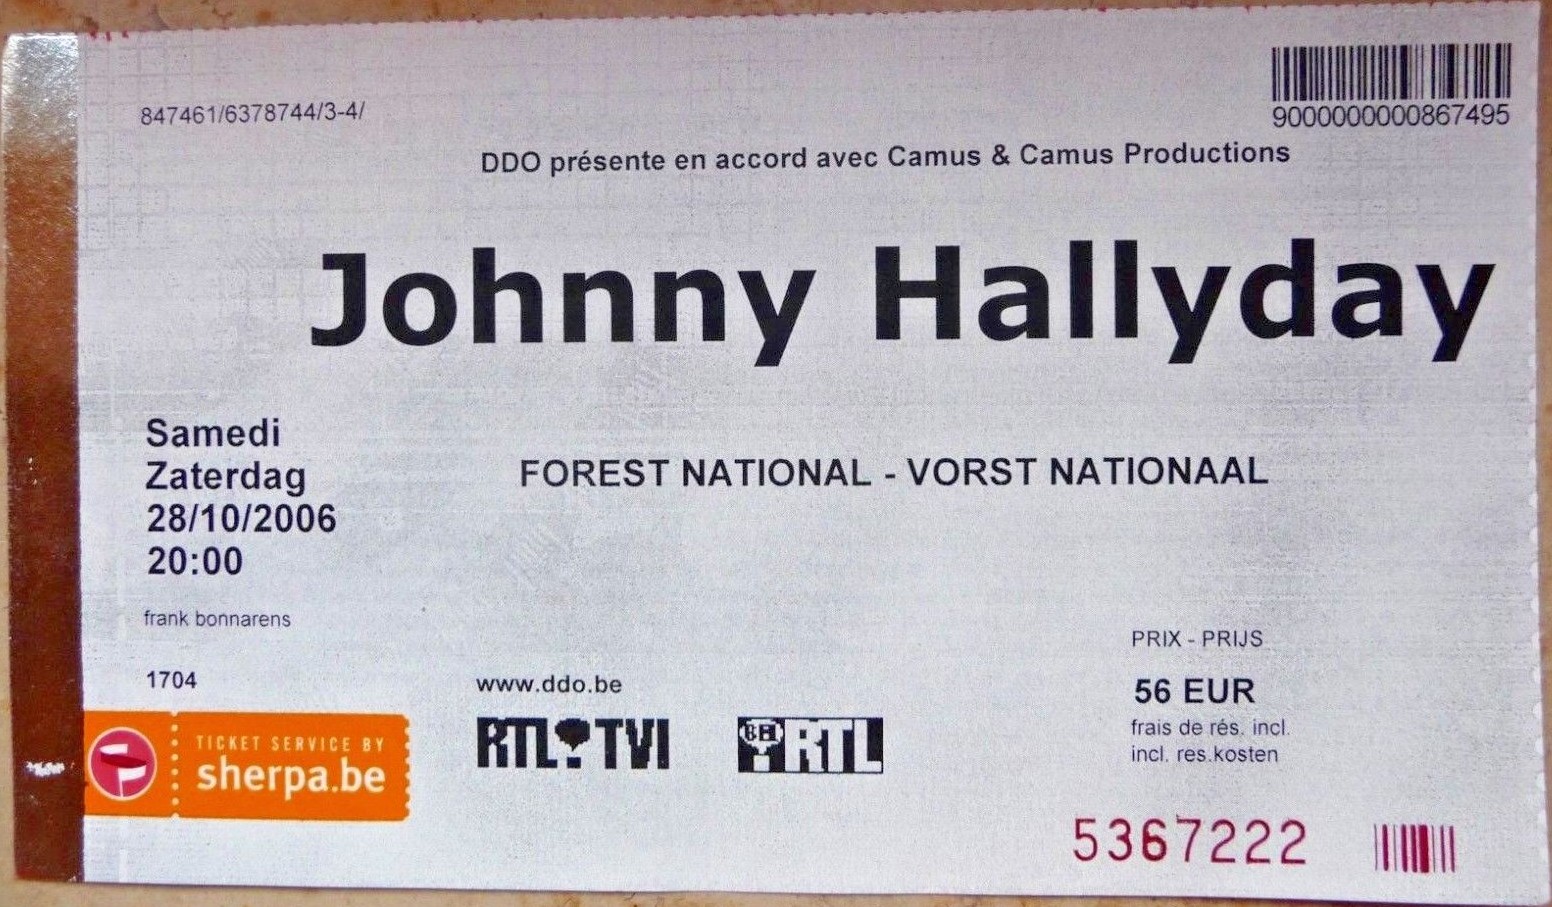 847461/6378744/3-4/
9000000000867495
DDO présente en accord avec Camus & Camus Productions
Johnny Hallyday
Samedi
Zaterdag
28/10/2006
20:00
FOREST NATIONAL - VORST NATIONAAL
frank bonnarens
1704
www.ddo.be
PRIX - PRIJS
56 EUR
frais de rés. incl.
incl. res.kosten
TICKET SERVICE BY
sherpa.be
RTL TVI
BEL RTL
5367222